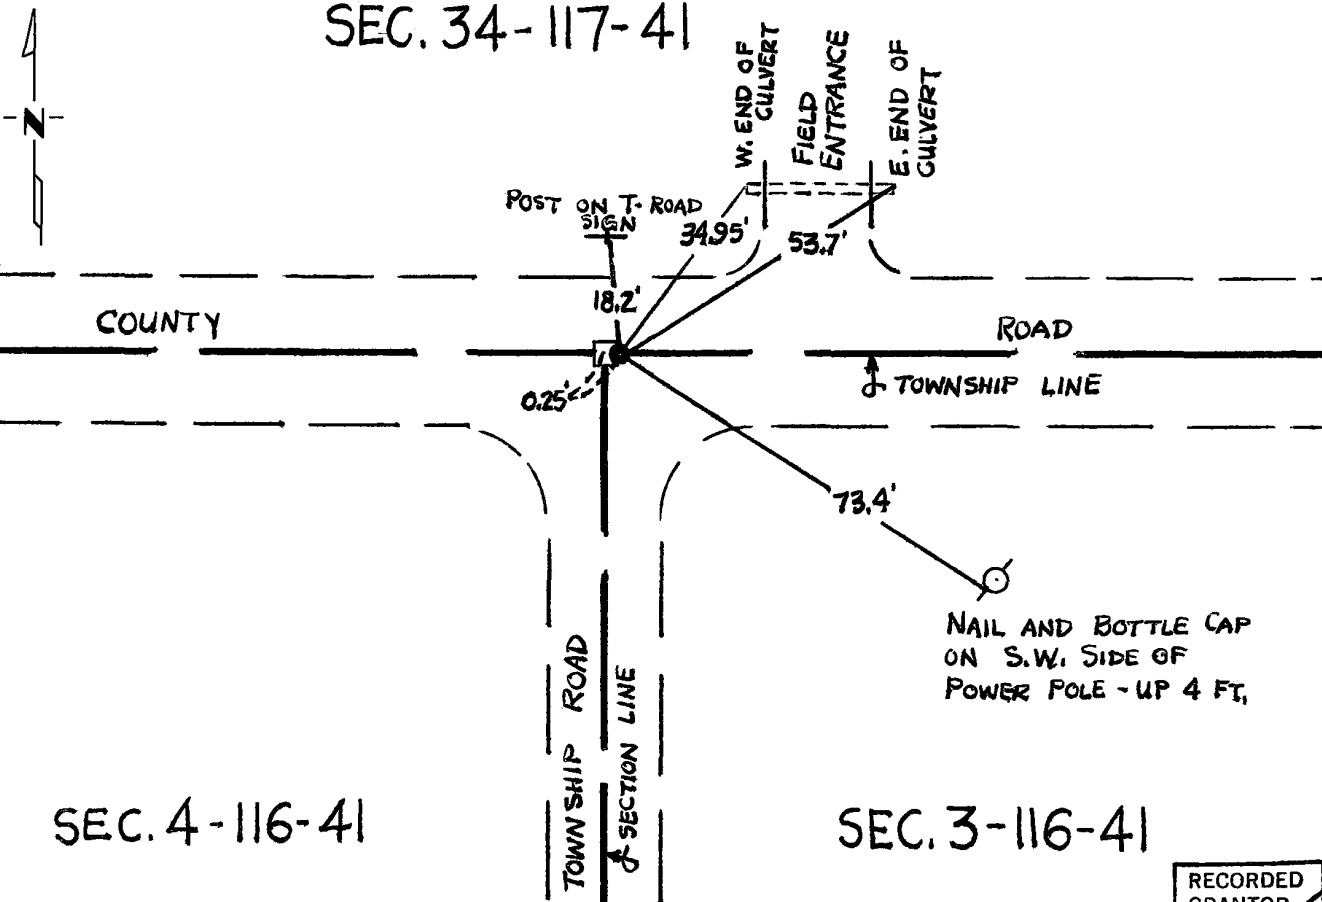 SEC. 34-117-41
N
W. END OF
CULVERT
FIELD
ENTRANCE
E. END OF
CULVERT
POST ON T-ROAD
SIGN
34.95'
53.7'
18.2'
COUNTY
ROAD
TOWNSHIP LINE
0.25'
73.4'
NAIL AND BOTTLE CAP
ON S.W. SIDE OF
POWER POLE - UP 4 FT.
TOWNSHIP ROAD
SECTION LINE
SEC. 4-116-41
SEC. 3-116-41
RECORDED
GRANTOR